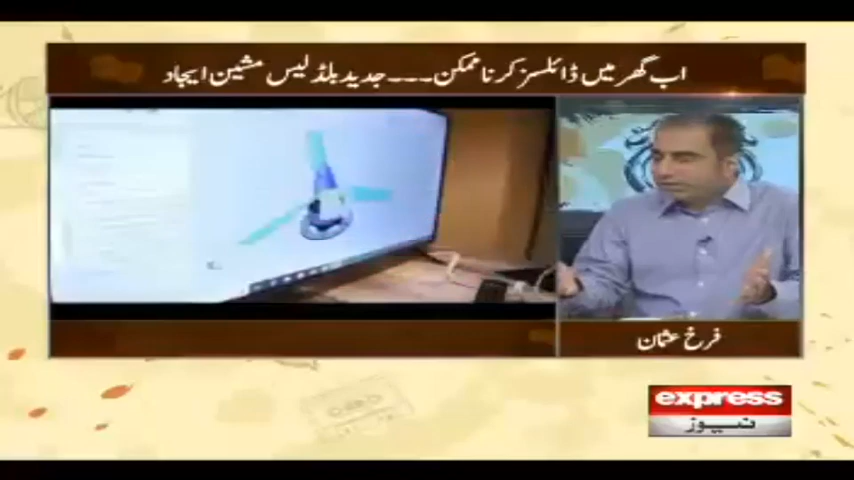 اب گھر میں ڈائلسز کرنا ممکن۔۔۔جدید بلڈ لیس مشین ایجاد
فرخ عثمان
express
نیوز